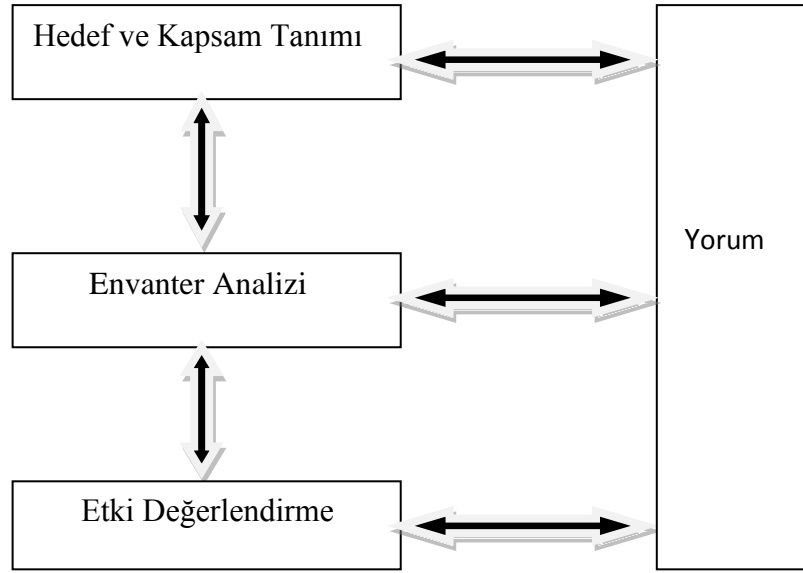 Hedef ve Kapsam Tanımı
Yorum
Envanter Analizi
Etki Değerlendirme